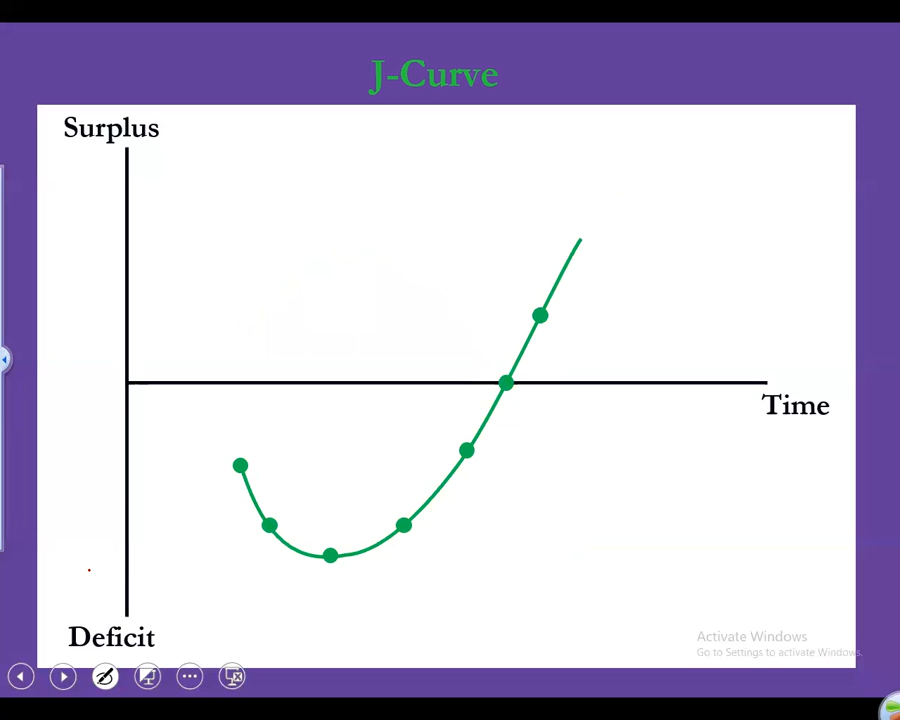 J-Curve
Surplus
Time
Deficit
Activate Windows
Go to Settings to activate Windows.